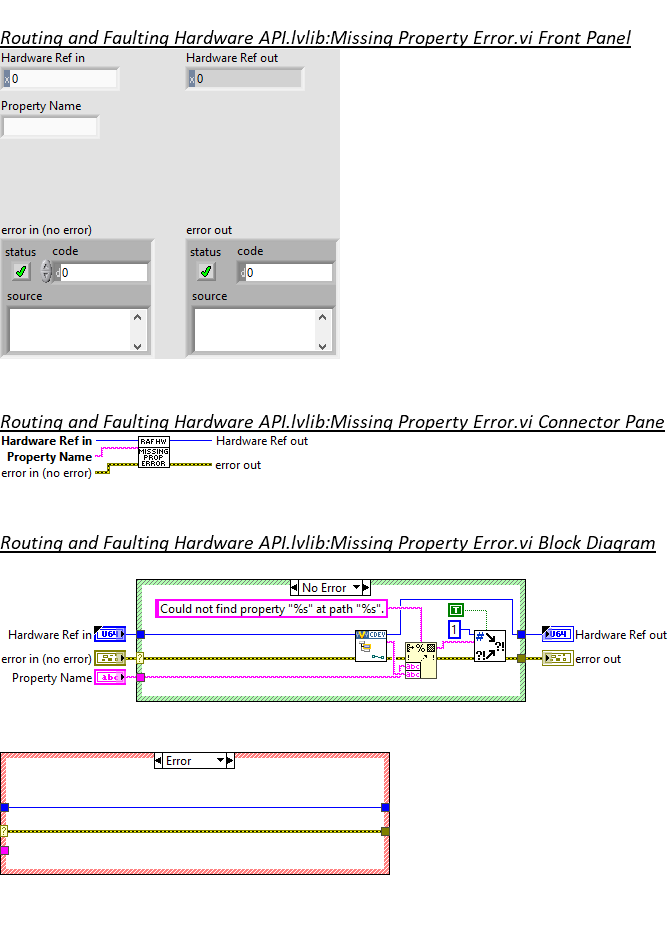 Routing and Faulting Hardware API.lvlib:Missing Property Error.vi Front Panel
Hardware Ref in
Hardware Ref out
x 0
x 0
Property Name
error in (no error)
error out
status code
status code
d 0
d 0
source
source
Routing and Faulting Hardware API.lvlib:Missing Property Error.vi Connector Pane
Hardware Ref in
RAF HW
Hardware Ref out
Property Name
MISSING
PROP
ERROR
error in (no error)
error out
Routing and Faulting Hardware API.lvlib:Missing Property Error.vi Block Diagram
No Error
Could not find property "%s" at path "%s".
T
Hardware Ref in
U64
CDEV
1
#
?!
?!
U64
Hardware Ref out
error in (no error)
?
%
!
abc
abc
error out
Property Name
abc
Error
?